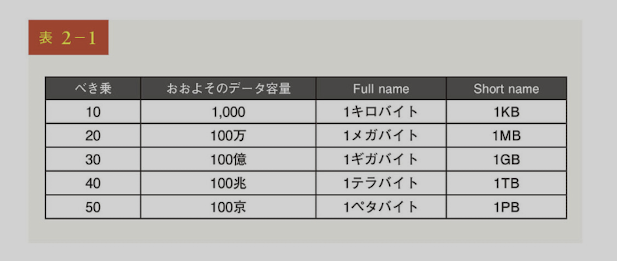 表 2-1
べき乗 おおよそのデータ容量 Full name Short name
10 1,000 1キロバイト 1KB
20 100万 1メガバイト 1MB
30 100億 1ギガバイト 1GB
40 100兆 1テラバイト 1TB
50 100京 1ペタバイト 1PB